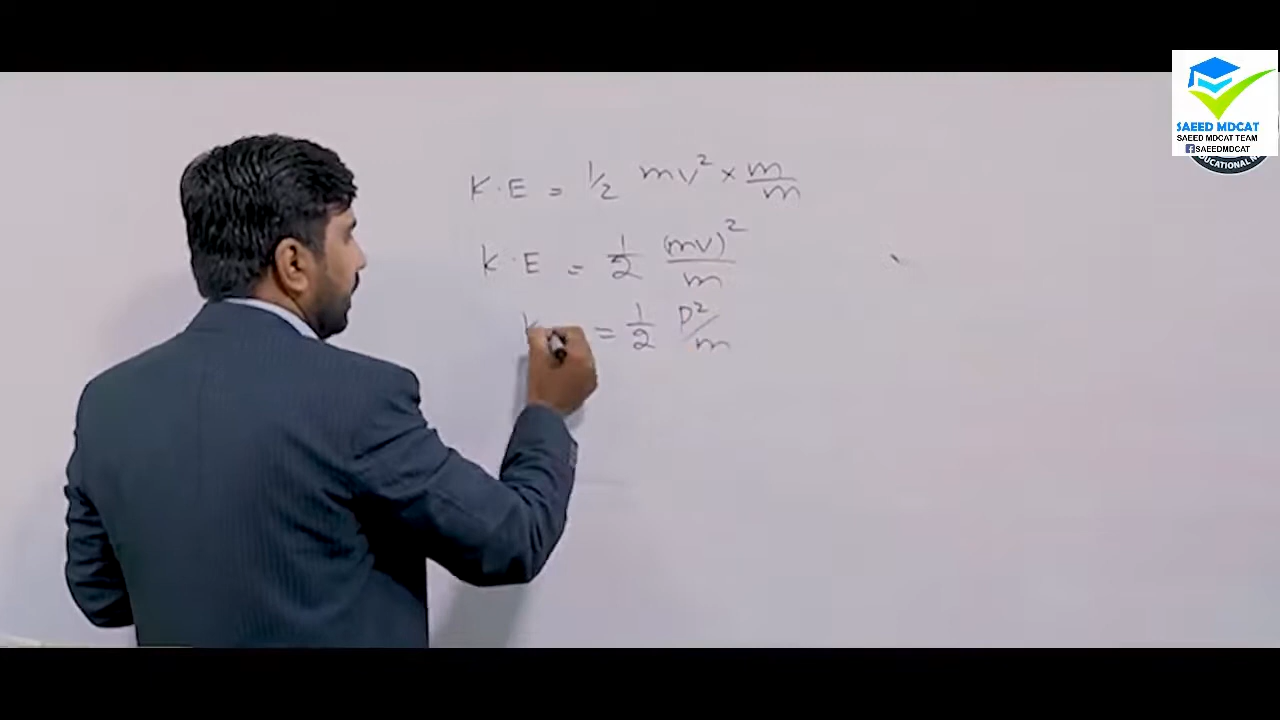 SAEED MDCAT
SAEED MDCAT TEAM
SAEEDMDCAT
K.E = 1/2 mv² × m/m
K.E = 1/2 (mv)²/m
K = 1/2 P²/m